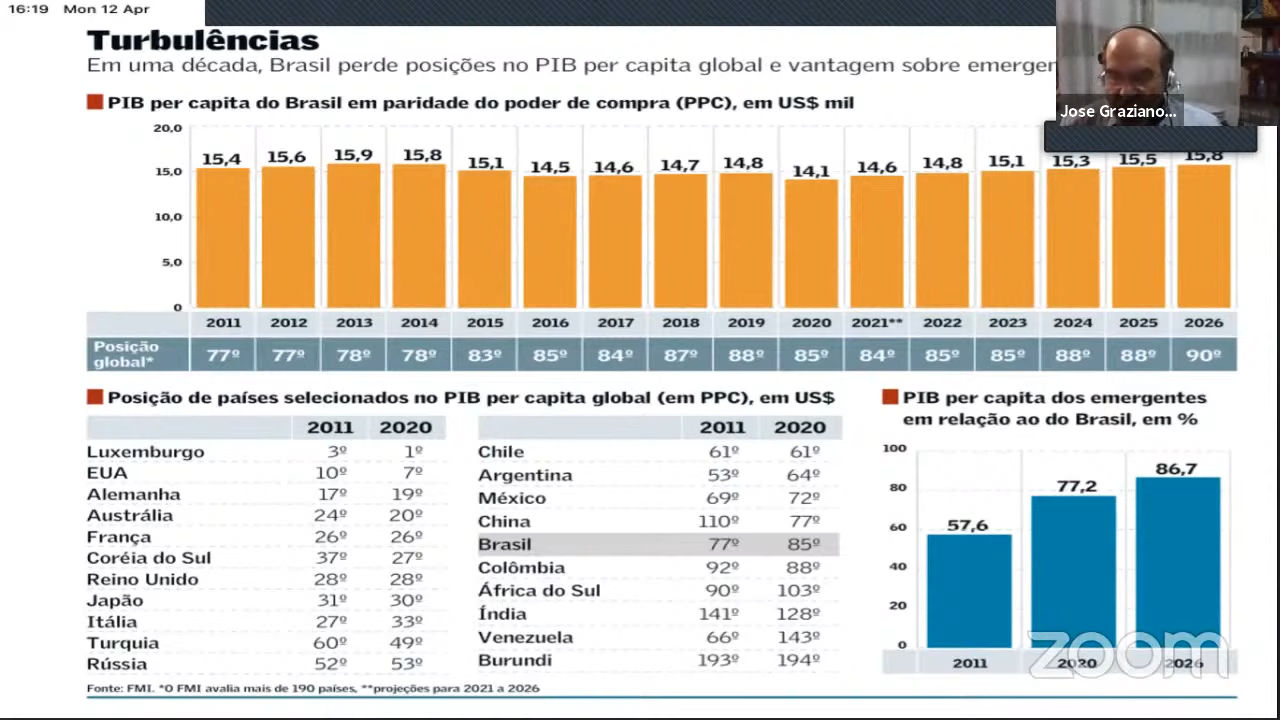 16:19 Mon 12 Apr
Turbulências
Em uma década, Brasil perde posições no PIB per capita global e vantagem sobre
Jose Graziano...
PIB per capita do Brasil em paridade do poder de compra (PPC), em US$ mil
20,0
15,0
10,0
5,0
0
15,4 15,6 15,9 15,8 15,1 14,5 14,6 14,7 14,8 14,1 14,6 14,8 15,1 15,3 15,5 15,8
2011 2012 2013 2014 2015 2016 2017 2018 2019 2020 2021** 2022 2023 2024 2025 2026
Posição
global*
77º 77º 78º 78º 83º 85º 84º 87º 88º 85º 84º 85º 85º 88º 88º 90º
Posição de países selecionados no PIB per capita global (em PPC), em US$
2011 2020
Luxemburgo 3º 1º
EUA 10º 7º
Alemanha 17º 19º
Austrália 24º 20º
França 26º 26º
Coréia do Sul 37º 27º
Reino Unido 28º 28º
Japão 31º 30º
Itália 27º 33º
Turquia 60º 49º
Rússia 52º 53º
2011 2020
Chile 61º 61º
Argentina 53º 64º
México 69º 72º
China 110º 77º
Brasil 77º 85º
Colômbia 92º 88º
África do Sul 90º 103º
Índia 141º 128º
Venezuela 66º 143º
Burundi 193º 194º
PIB per capita dos emergentes
em relação ao do Brasil, em %
100
80
60
40
20
0
57,6 77,2 86,7
2011 2020 2026
zoom
Fonte: FMI. *O FMI avalia mais de 190 países, **projeções para 2021 a 2026